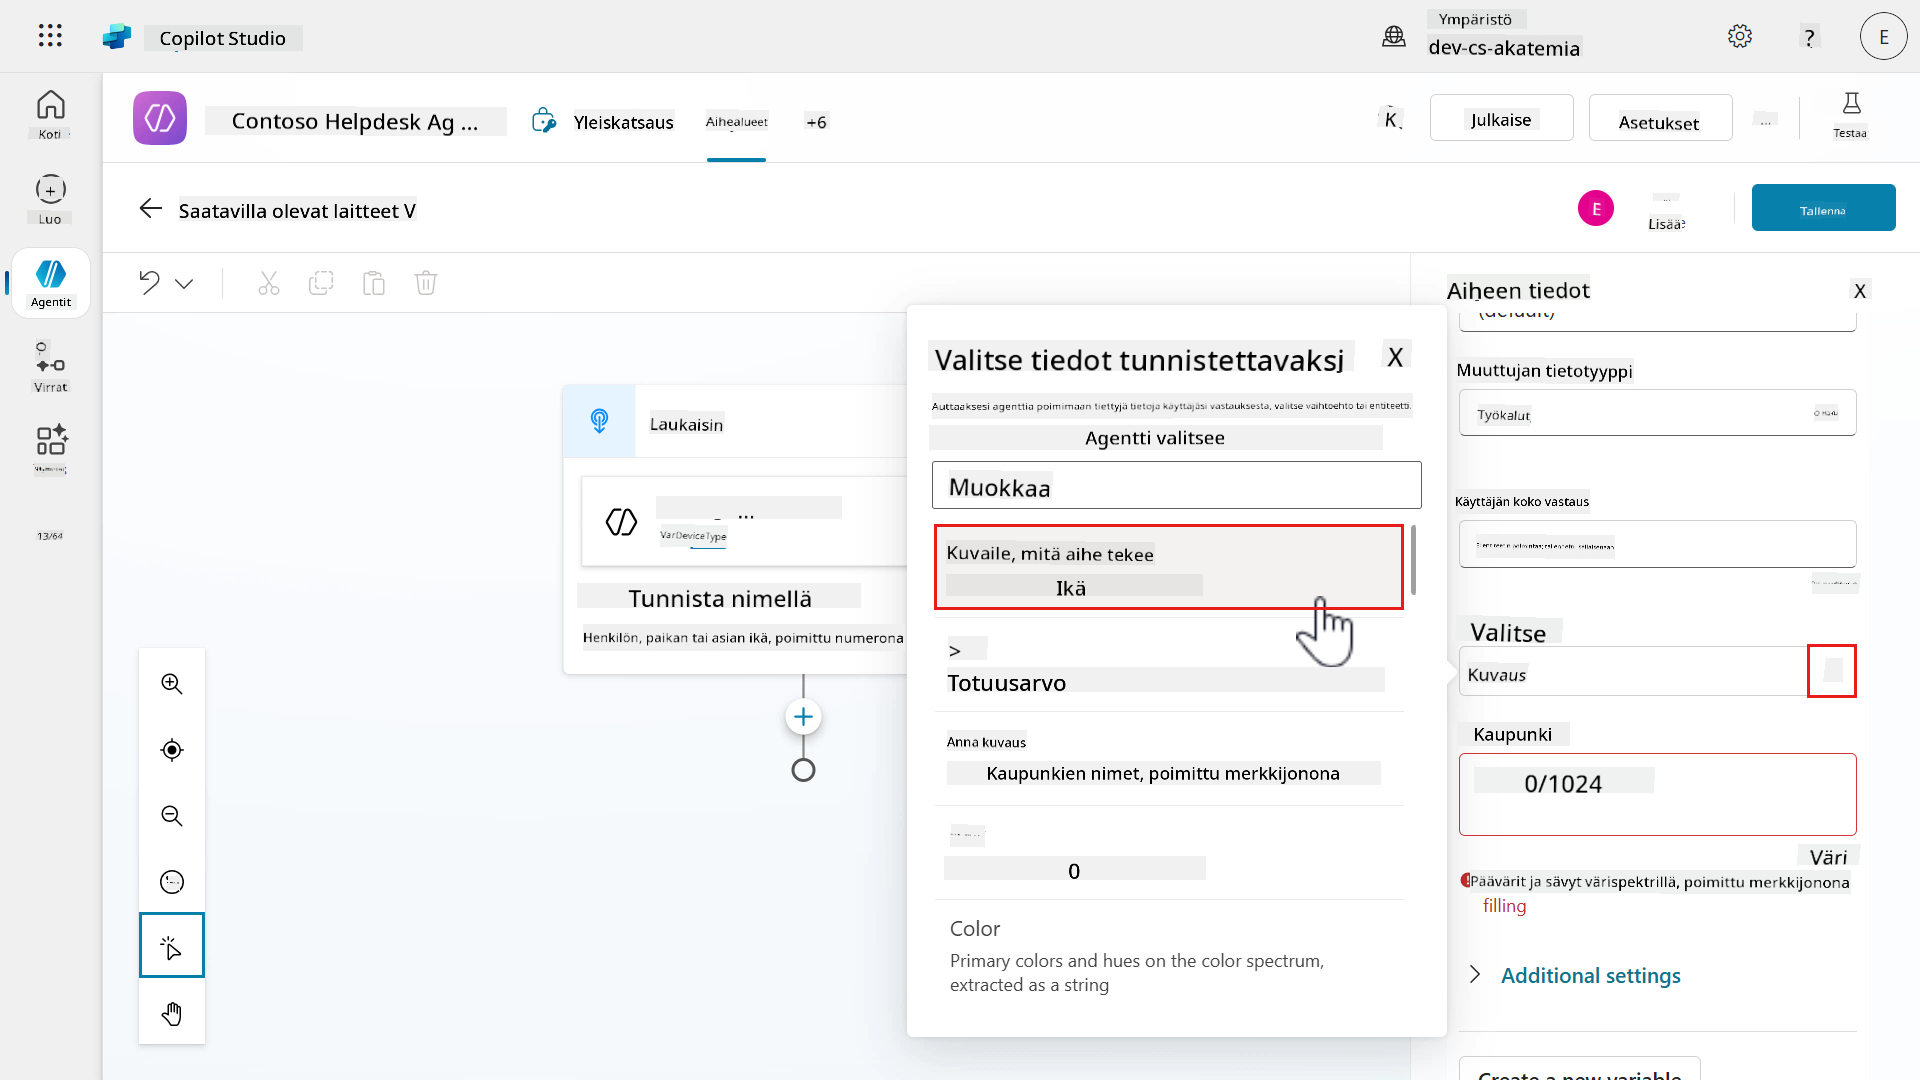 Copilot Studio
Ympäristö
dev-cs-akatemia
?
E
Koti
Luo
Agentit
Virrat
13/64
Contoso Helpdesk Ag ...
Yleiskatsaus
Aihealueet
+6
K
Julkaise
Asetukset
...
Testaa
Saatavilla olevat laitteet V
E
Lisää
Tallenna
Laukaisin
...
VarDeviceType
Tunnista nimellä
Henkilön, paikan tai asian ikä, poimittu numerona
Valitse tiedot tunnistettavaksi
X
Auttaaksesi agenttia poimimaan tiettyjä tietoja käyttäjäsi vastauksesta, valitse vaihtoehto tai entiteetti.
Agentti valitsee
Muokkaa
Kuvaile, mitä aihe tekee
Ikä
>
Totuusarvo
Anna kuvaus
Kaupunkien nimet, poimittu merkkijonona
0
Color
Primary colors and hues on the color spectrum,
extracted as a string
Aiheen tiedot
X
(default)
Muuttujan tietotyyppi
Työkalut
Käyttäjän koko vastaus
Valitse
Kuvaus
Kaupunki
0/1024
Väri
Päävärit ja sävyt värispektrillä, poimittu merkkijonona
filling
Additional settings
Create a new variable